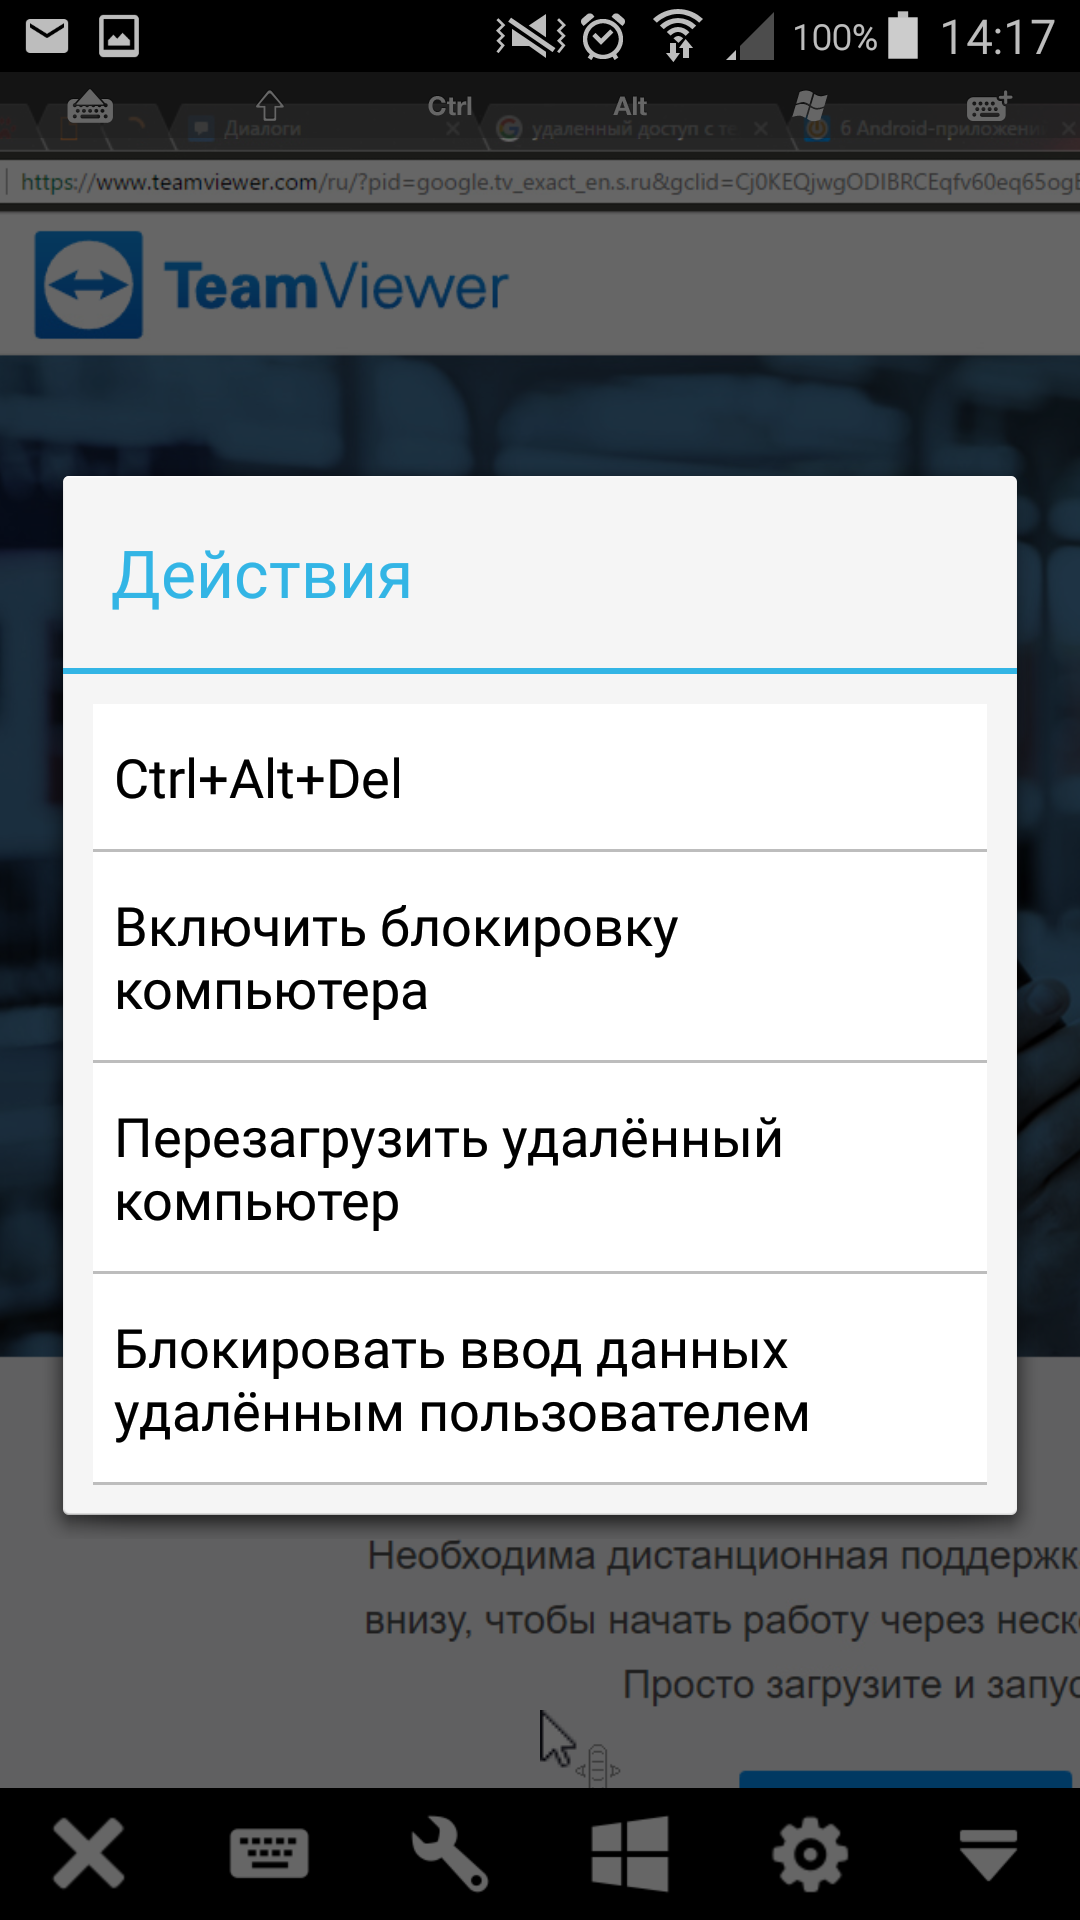 100% 14:17
Ctrl Alt
Диалоги удаленный доступ с те 6 Android-приложени
https://www.teamviewer.com/ru/?pid=google.tv_exact_en.s.ru&gclid=Cj0KEQjwgODIBRCEqfv60eq65ogE
TeamViewer
Действия
Ctrl+Alt+Del
Включить блокировку
компьютера
Перезагрузить удалённый
компьютер
Блокировать ввод данных
удалённым пользователем
Необходима дистанционная поддержк
внизу, чтобы начать работу через неск
Просто загрузите и запус